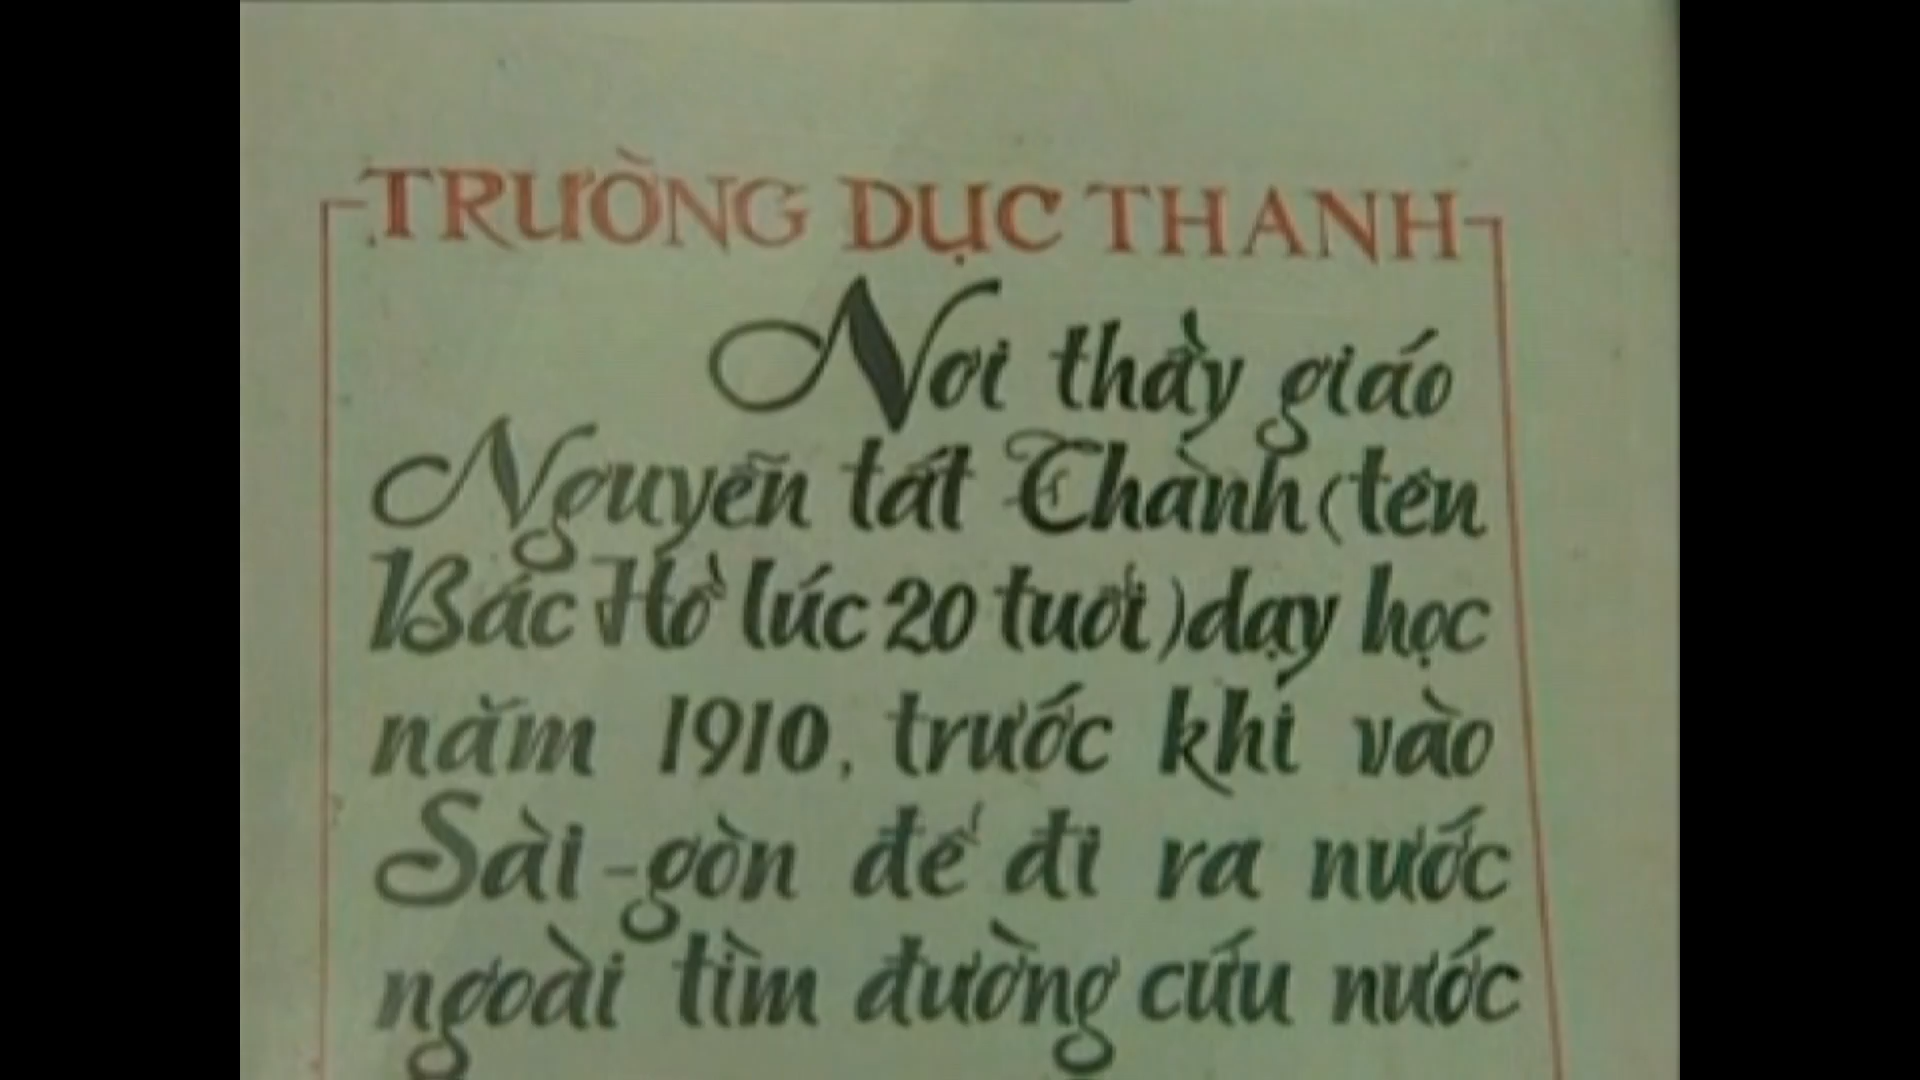 TRƯỜNG DỤC THANH
Nơi thầy giáo
Nguyễn tất Thành (tên
Bác Hồ lúc 20 tuổi) dạy học
năm 1910, trước khi vào
Sài-gòn để đi ra nước
ngoài tìm đường cứu nước